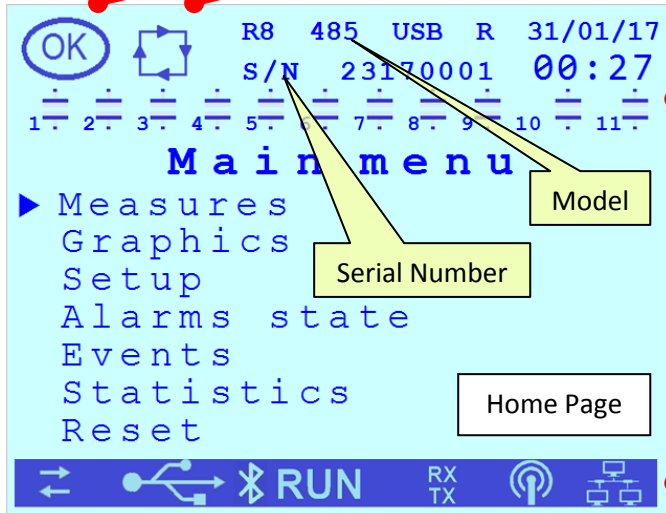 OK R8 485 USB R 31/01/17
S/N 23170001 00:27
1 2 3 4 5 6 7 8 9 10 11
Main menu
Measures
Model
Graphics
Setup
Serial Number
Alarms state
Events
Statistics
Home Page
Reset
RUN RX TX